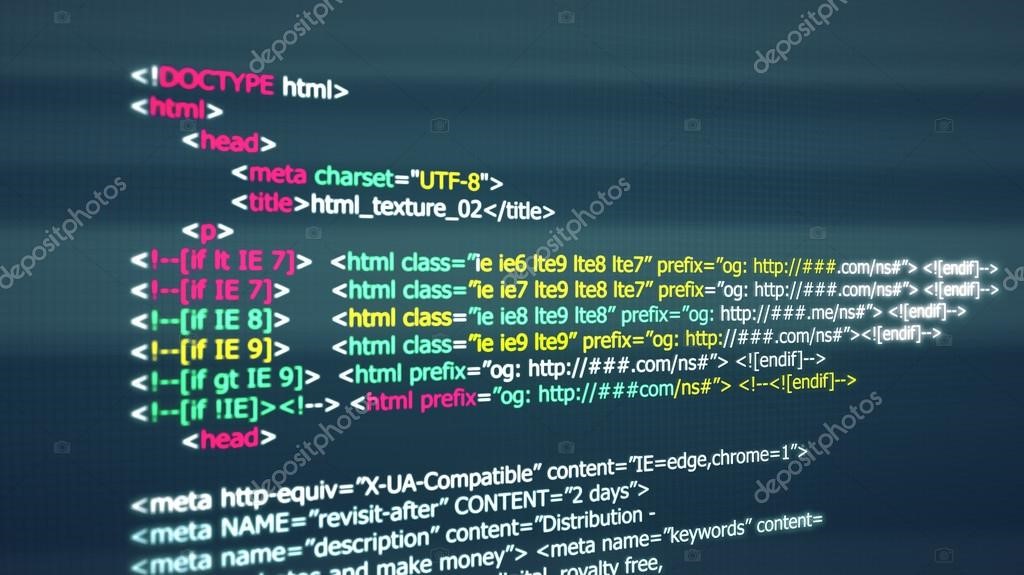 <!DOCTYPE html>
<html>
<head>
<meta charset="UTF-8">
<title>html_texture_02</title>
<p>
<!--[if lt IE 7]> <html class="ie ie6 lte9 lte8 lte7" prefix="og: http://###.com/ns#"> <![endif]-->
<!--[if IE 7]> <html class="ie ie7 lte9 lte8 lte7" prefix="og: http://###.com/ns#"> <![endif]-->
<!--[if IE 8]> <html class="ie ie8 lte9 lte8" prefix="og: http://###.me/ns#"> <![endif]-->
<!--[if IE 9]> <html class="ie ie9 lte9" prefix="og: http://###.com/ns#"><![endif]-->
<!--[if gt IE 9]> <html prefix="og: http://###.com/ns#"> <![endif]-->
<!--[if !IE]><!--> <html prefix="og: http://###com/ns#"> <!--<![endif]-->
<head>
<meta http-equiv="X-UA-Compatible" content="IE=edge,chrome=1">
<meta NAME="revisit-after" CONTENT="2 days">
<meta name="description" content="Distribution -
and make money"> <meta name="keywords" content=
royalty free,
depositphotos
depositphotos
depositphotos
depositphotos
depositphotos
depositphotos